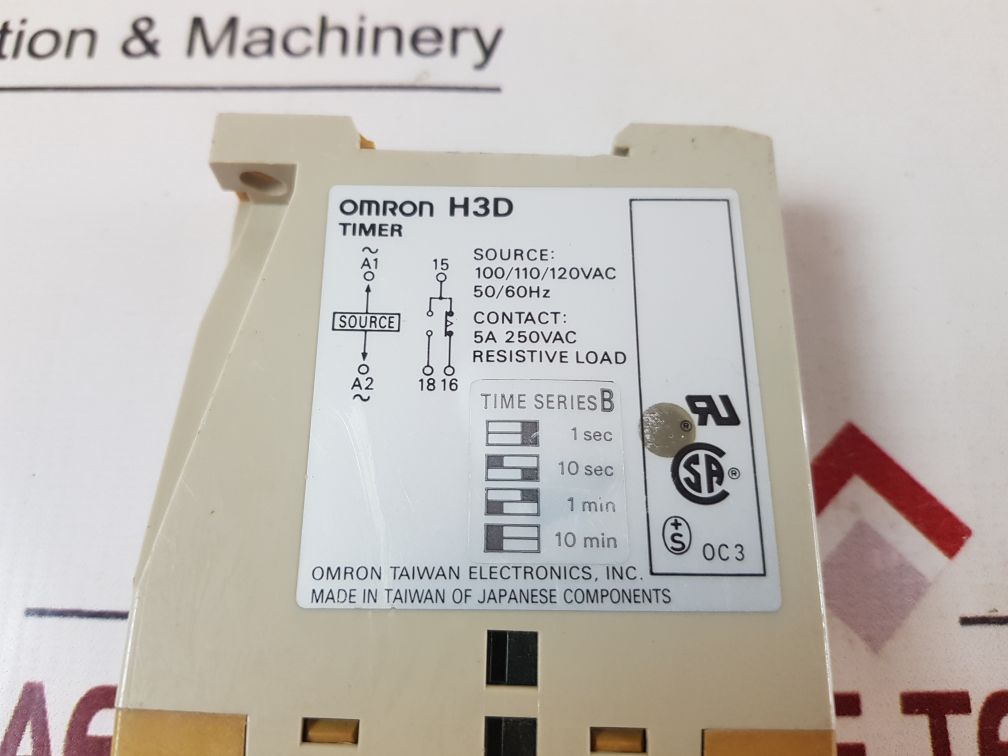 tion & Machinery
OMRON H3D
TIMER
~
A1
15
SOURCE:
100/110/120VAC
50/60Hz
SOURCE
CONTACT:
5A 250VAC
RESISTIVE LOAD
A2
~
18 16
TIME SERIES B
1 sec
10 sec
1 min
10 min
RU ®
SA ®
+S
OC3
OMRON TAIWAN ELECTRONICS, INC.
MADE IN TAIWAN OF JAPANESE COMPONENTS